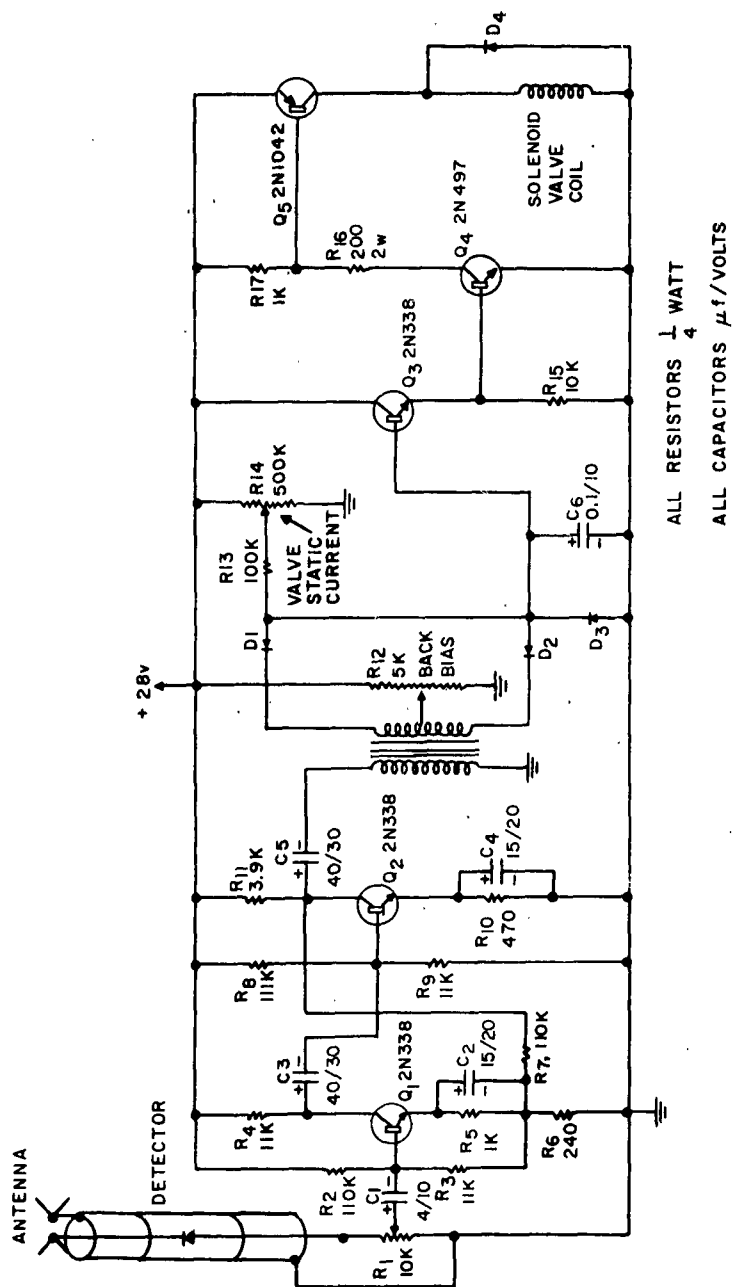 ANTENNA
DETECTOR
R1
10K
C1
4/10
R2
110K
R3
11K
R4
11K
Q1 2N338
R5
1K
C2
15/20
R6
240
R7, 110K
C3
40/30
R8
111K
R9
11K
R11
3.9K
C5
40/30
Q2 2N338
R10
470
C4
15/20
+28v
R12
5K
BACK
BIAS
D1
D2
D3
R13
100K
R14
500K
VALVE
STATIC
CURRENT
C6
0.1/10
Q3 2N338
R15
10K
R17
1K
R16
200
2w
Q4 2N497
Q5 2N1042
SOLENOID
VALVE
COIL
D4
ALL RESISTORS 1/4 WATT
ALL CAPACITORS μf/VOLTS